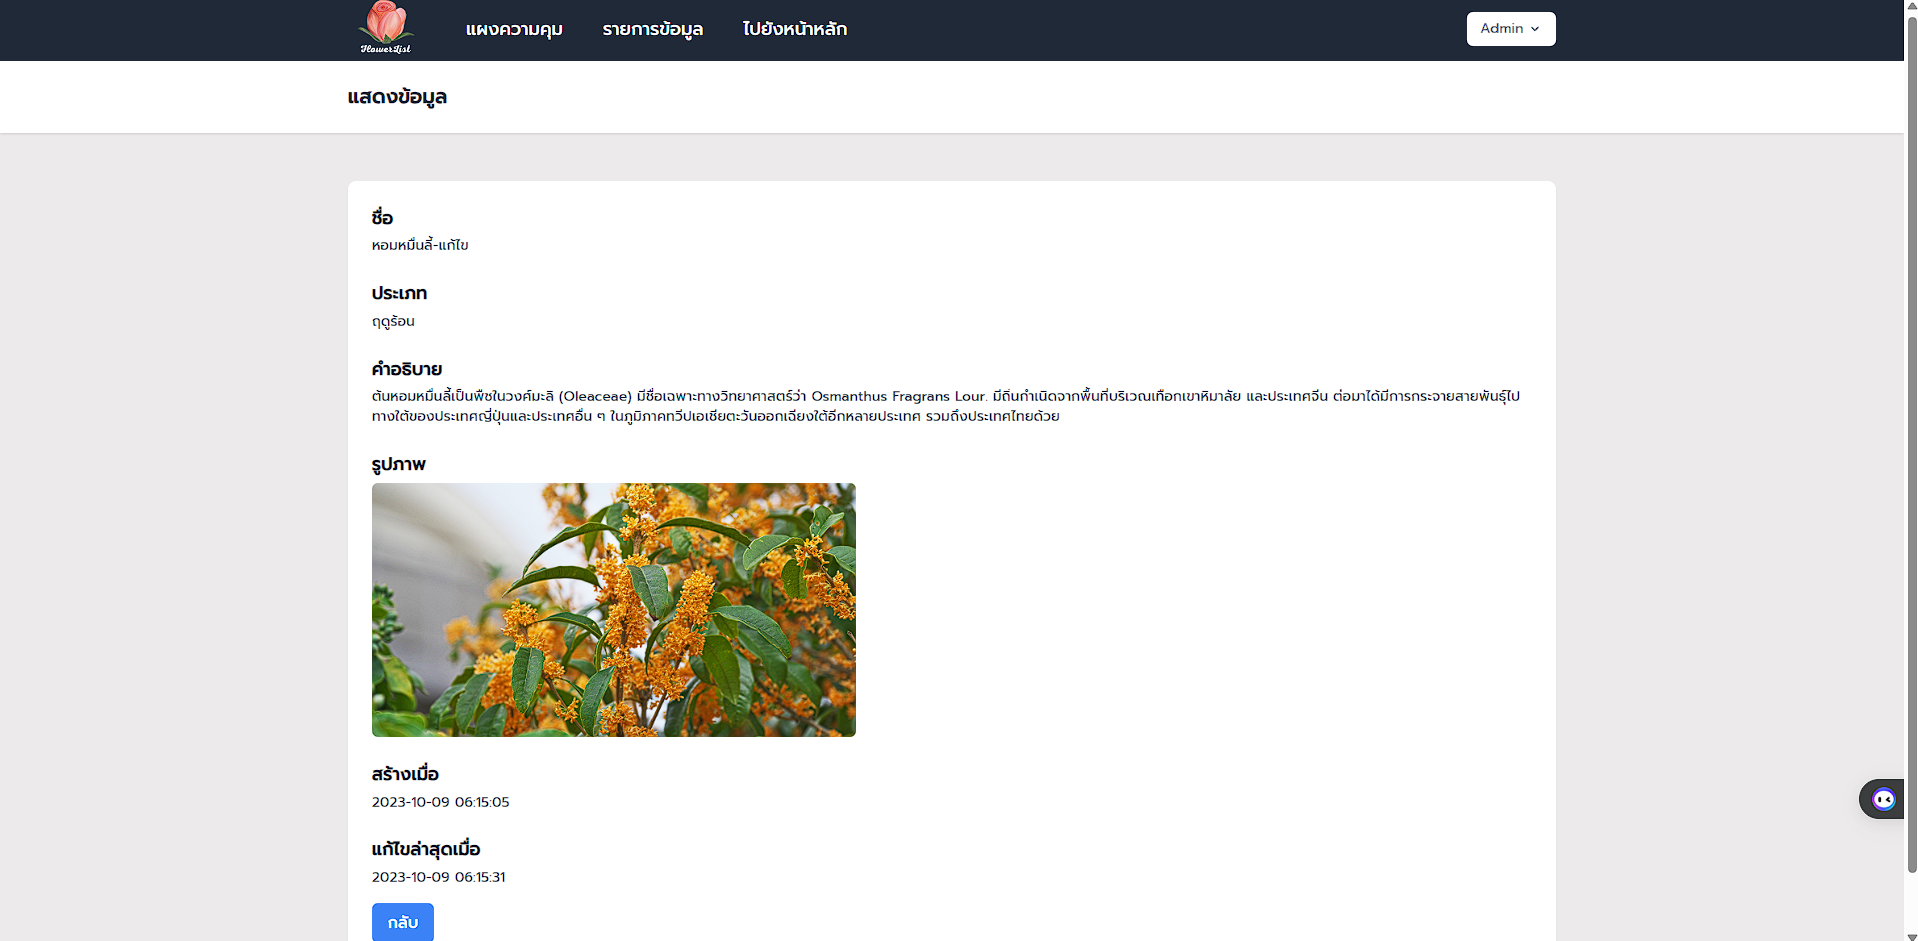 FlowerList
แผงความคุม
รายการข้อมูล
ไปยังหน้าหลัก
Admin
แสดงข้อมูล
ชื่อ
หอมหมื่นลี้-แก้ไข
ประเภท
ฤดูร้อน
คำอธิบาย
ต้นหอมหมื่นลี้เป็นพืชในวงศ์มะลิ (Oleaceae) มีชื่อเฉพาะทางวิทยาศาสตร์ว่า Osmanthus Fragrans Lour. มีถิ่นกำเนิดจากพื้นที่บริเวณเทือกเขาหิมาลัย และประเทศจีน ต่อมาได้มีการกระจายสายพันธุ์ไป
ทางใต้ของประเทศญี่ปุ่นและประเทศอื่น ๆ ในภูมิภาคทวีปเอเชียตะวันออกเฉียงใต้อีกหลายประเทศ รวมถึงประเทศไทยด้วย
รูปภาพ
สร้างเมื่อ
2023-10-09 06:15:05
แก้ไขล่าสุดเมื่อ
2023-10-09 06:15:31
กลับ